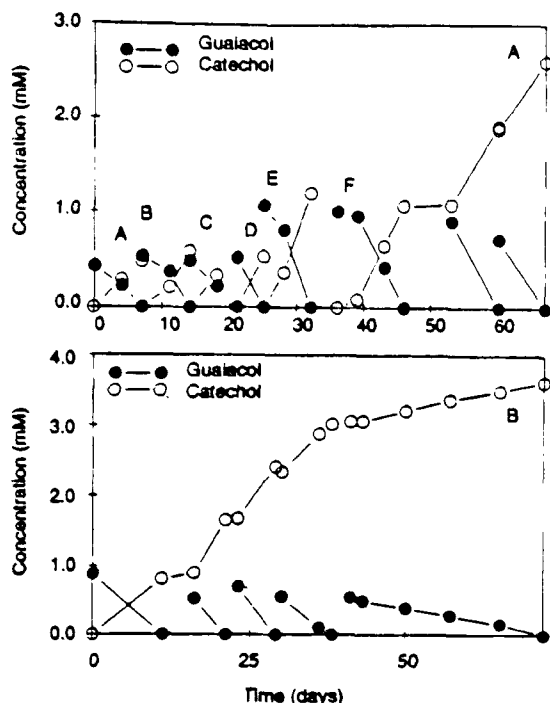 3.0
Guaiacol
Catechol
A
2.0
Concentration (mM)
E
F
1.0
B
C
A
D
0.0
0 10 20 30 40 50 60
4.0
Guaiacol
Catechol
3.0
B
Concentration (mM)
2.0
1.0
0.0
0 25 50
Time (days)